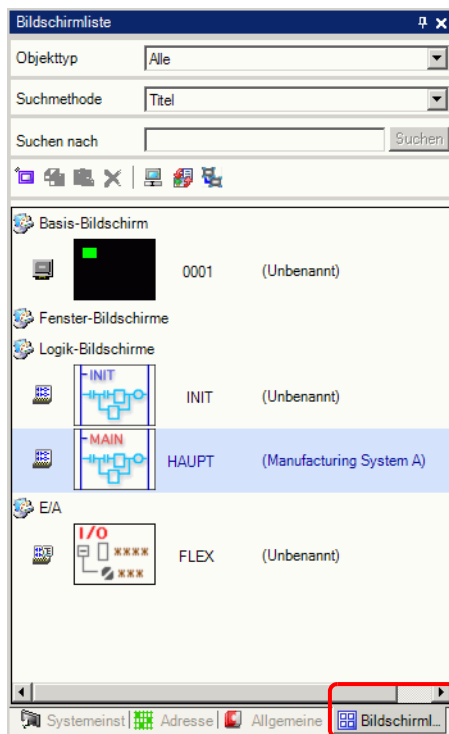 Bildschirmliste
Objekttyp Alle
Suchmethode Titel
Suchen nach Suchen
Basis-Bildschirm
0001 (Unbenannt)
Fenster-Bildschirme
Logik-Bildschirme
INIT INIT (Unbenannt)
MAIN HAUPT (Manufacturing System A)
E/A
I/O **** *** FLEX (Unbenannt)
Systemeinst Adresse Allgemeine Bildschirml...